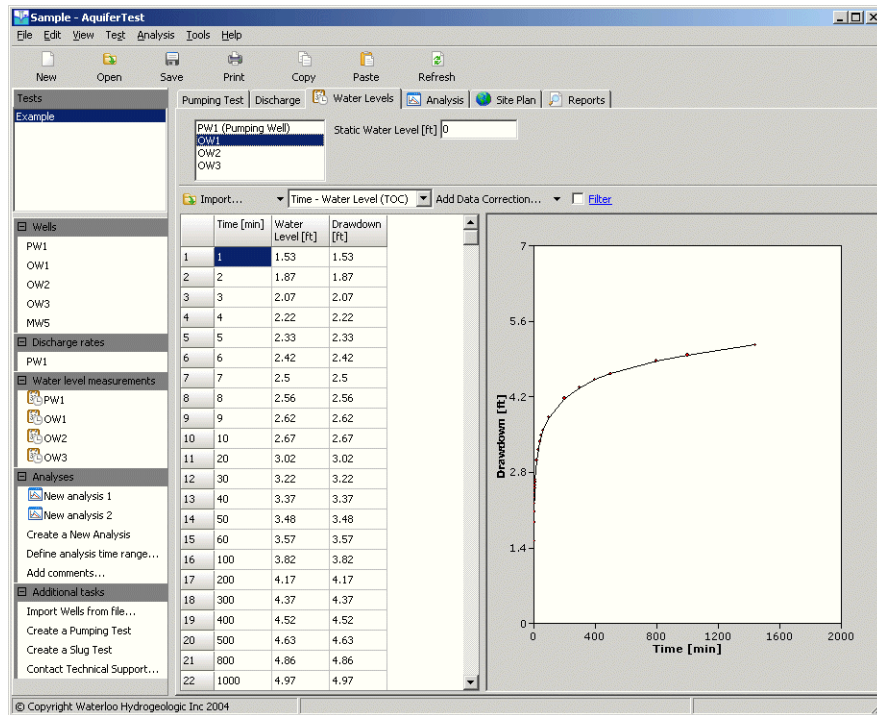 Sample - AquiferTest
File Edit View Test Analysis Tools Help
New Open Save Print Copy Paste Refresh
Tests
Example
Pumping Test Discharge Water Levels Analysis Site Plan Reports
PW1 (Pumping Well)
OW1
OW2
OW3
Static Water Level [ft] 0
Import... Time - Water Level (TOC) Add Data Correction... Filter
Wells
PW1
OW1
OW2
OW3
MW5
Discharge rates
PW1
Water level measurements
PW1
OW1
OW2
OW3
Analyses
New analysis 1
New analysis 2
Create a New Analysis
Define analysis time range...
Add comments...
Additional tasks
Import Wells from file...
Create a Pumping Test
Create a Slug Test
Contact Technical Support...
Time [min] Water Level [ft] Drawdown [ft]
1 1 1.53 1.53
2 2 1.87 1.87
3 3 2.07 2.07
4 4 2.22 2.22
5 5 2.33 2.33
6 6 2.42 2.42
7 7 2.5 2.5
8 8 2.56 2.56
9 9 2.62 2.62
10 10 2.67 2.67
11 20 3.02 3.02
12 30 3.22 3.22
13 40 3.37 3.37
14 50 3.48 3.48
15 60 3.57 3.57
16 100 3.82 3.82
17 200 4.17 4.17
18 300 4.37 4.37
19 400 4.52 4.52
20 500 4.63 4.63
21 800 4.86 4.86
22 1000 4.97 4.97
Drawdown [ft]
7
5.6
4.2
2.8
1.4
0
0 400 800 1200 1600 2000
Time [min]
© Copyright Waterloo Hydrogeologic Inc 2004